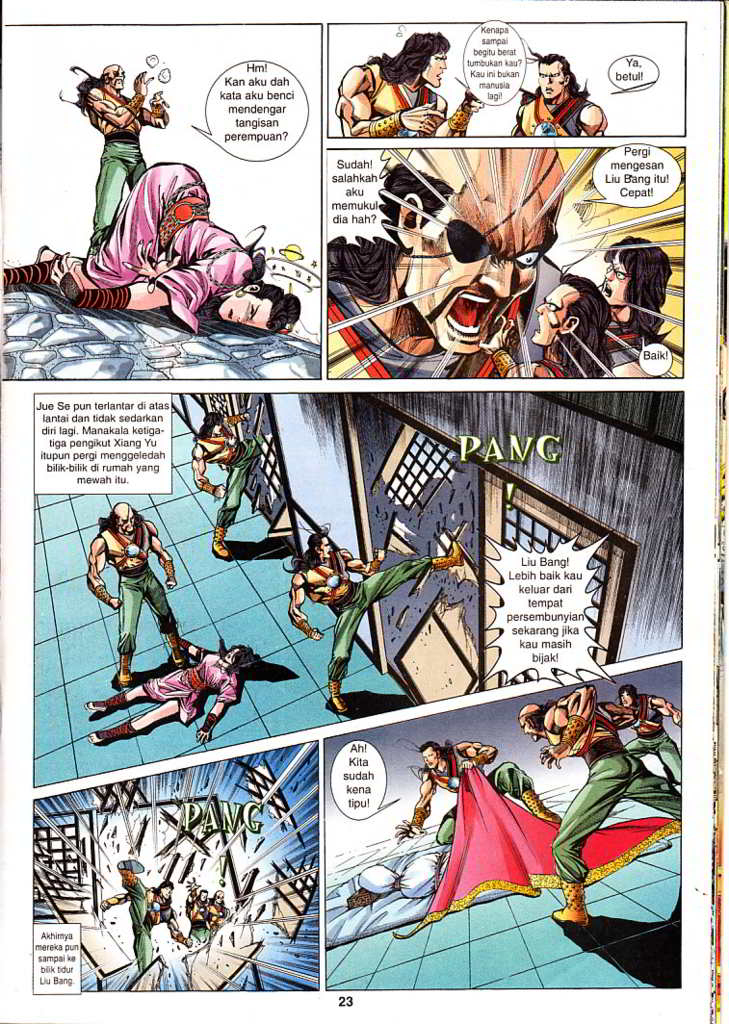 Hm!
Kan aku dah
kata aku benci
mendengar
tangisan
perempuan?
Kenapa
sampai
begitu berat
tumbukan kau?
Kau ini bukan
manusia
lagi!
Ya,
betul!
Sudah!
salahkah
aku
memukul
dia hah?
Pergi
mengesan
Liu Bang itu!
Cepat!
Baik!
Jue Se pun terlantar di atas
lantai dan tidak sedarkan
diri lagi. Manakala ketiga-
tiga pengikut Xiang Yu
itupun pergi menggeledah
bilik-bilik di rumah yang
mewah itu.
PANG
!
Liu Bang!
Lebih baik kau
keluar dari
tempat
persembunyian
sekarang jika
kau masih
bijak!
PANG
!
Akhirnya
mereka pun
sampai ke
bilik tidur
Liu Bang.
Ah!
Kita
sudah
kena
tipu!
23